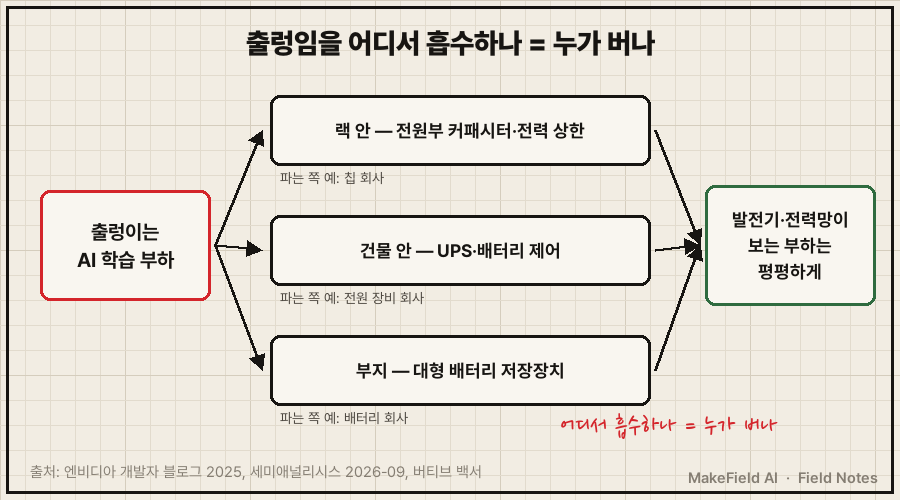 출렁임을 어디서 흡수하나 = 누가 버나
랙 안 — 전원부 커패시터·전력 상한
파는 쪽 예: 칩 회사
출렁이는
AI 학습 부하
건물 안 — UPS·배터리 제어
파는 쪽 예: 전원 장비 회사
부지 — 대형 배터리 저장장치
파는 쪽 예: 배터리 회사
발전기·전력망이
보는 부하는
평평하게
어디서 흡수하나 = 누가 버나
출처: 엔비디아 개발자 블로그 2025, 세미애널리시스 2026-09, 버티브 백서
MakeField AI · Field Notes